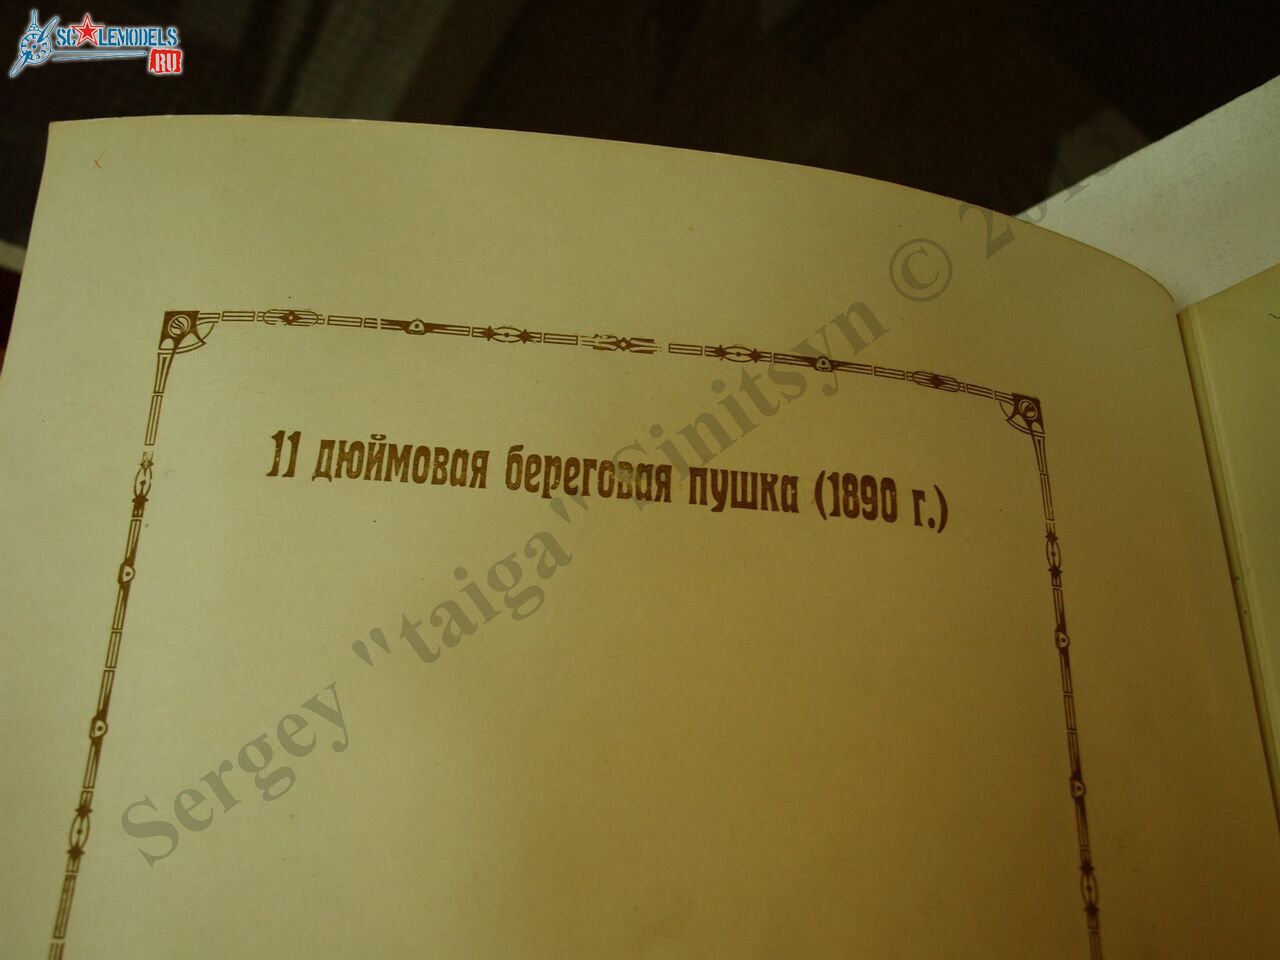 SCALEMODELS
RU
11 дюймовая береговая пушка (1890 г.)
Sergey "taiga" Sinitsyn ©